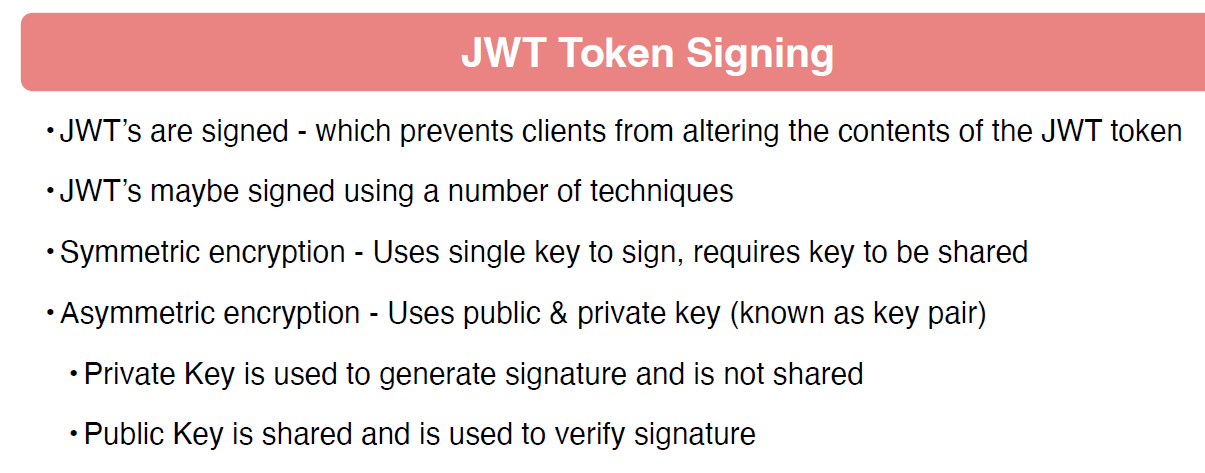 JWT Token Signing
• JWT’s are signed - which prevents clients from altering the contents of the JWT token
• JWT’s maybe signed using a number of techniques
• Symmetric encryption - Uses single key to sign, requires key to be shared
• Asymmetric encryption - Uses public & private key (known as key pair)
• Private Key is used to generate signature and is not shared
• Public Key is shared and is used to verify signature